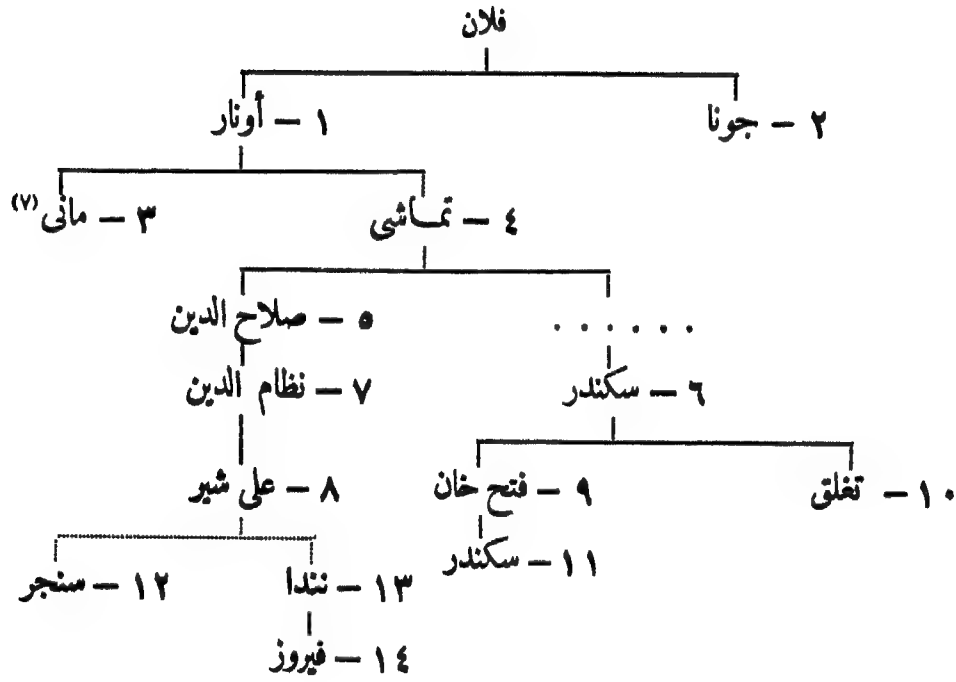 فلان
٢ – جونا ١ – أونار
٤ – تماشى ٣ – مانى (٧)
. . . . . . ٥ – صلاح الدين
٦ – سكندر ٧ – نظام الدين
١٠ – تغلق ٩ – فتح خان ٨ – على شير
١١ – سكندر
١٣ – نندا ١٢ – سنجر
١٤ – فيروز